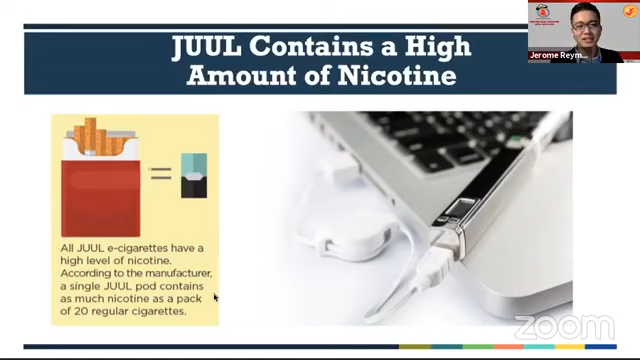 JUUL Contains a High
Amount of Nicotine
Jerome Reym...
All JUUL e-cigarettes have a
high level of nicotine.
According to the manufacturer,
a single JUUL pod contains
as much nicotine as a pack
of 20 regular cigarettes.
zoom